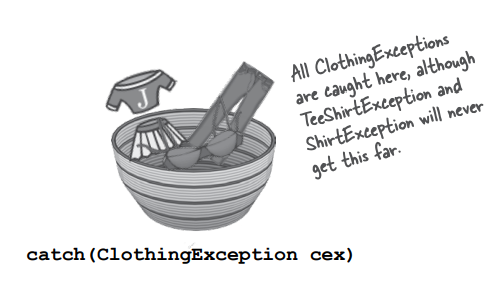 All ClothingExceptions
are caught here, although
TeeShirtException and
ShirtException will never
get this far.
J
catch(ClothingException cex)